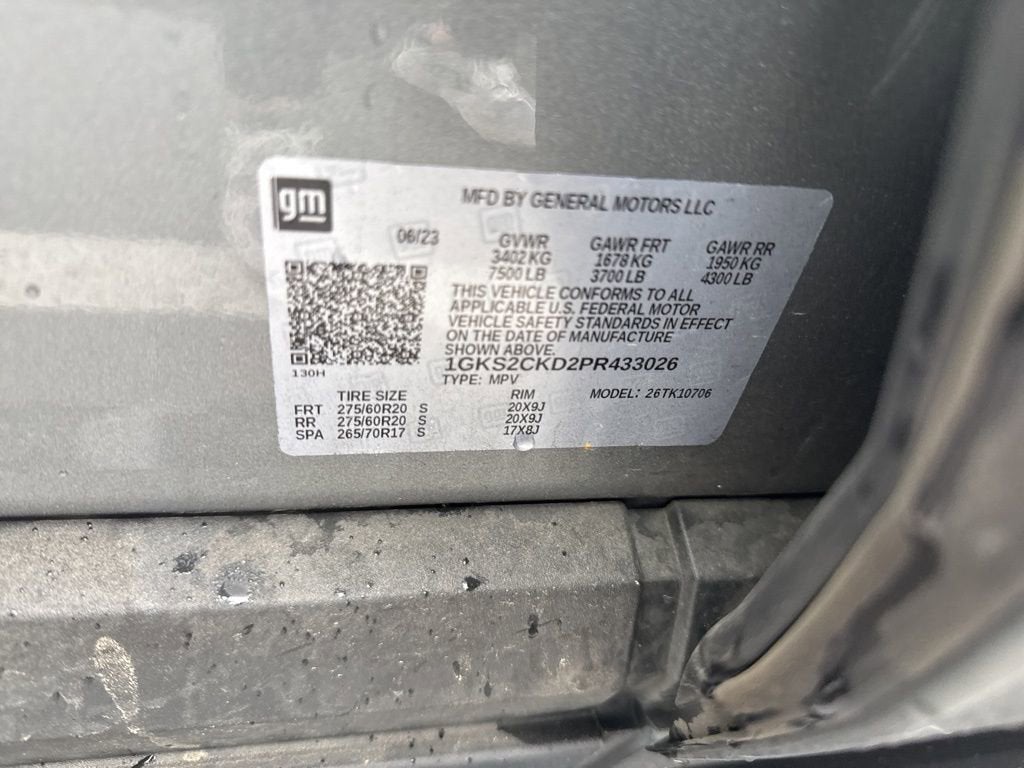 gm
MFD BY GENERAL MOTORS LLC
06/23 GVWR GAWR FRT GAWR RR
3402 KG 1678 KG 1950 KG
7500 LB 3700 LB 4300 LB
THIS VEHICLE CONFORMS TO ALL
APPLICABLE U.S. FEDERAL MOTOR
VEHICLE SAFETY STANDARDS IN EFFECT
ON THE DATE OF MANUFACTURE
SHOWN ABOVE.
1GKS2CKD2PR433026
130H
TYPE: MPV MODEL: 26TK10706
TIRE SIZE RIM
FRT 275/60R20 S 20X9J
RR 275/60R20 S 20X9J
SPA 265/70R17 S 17X8J